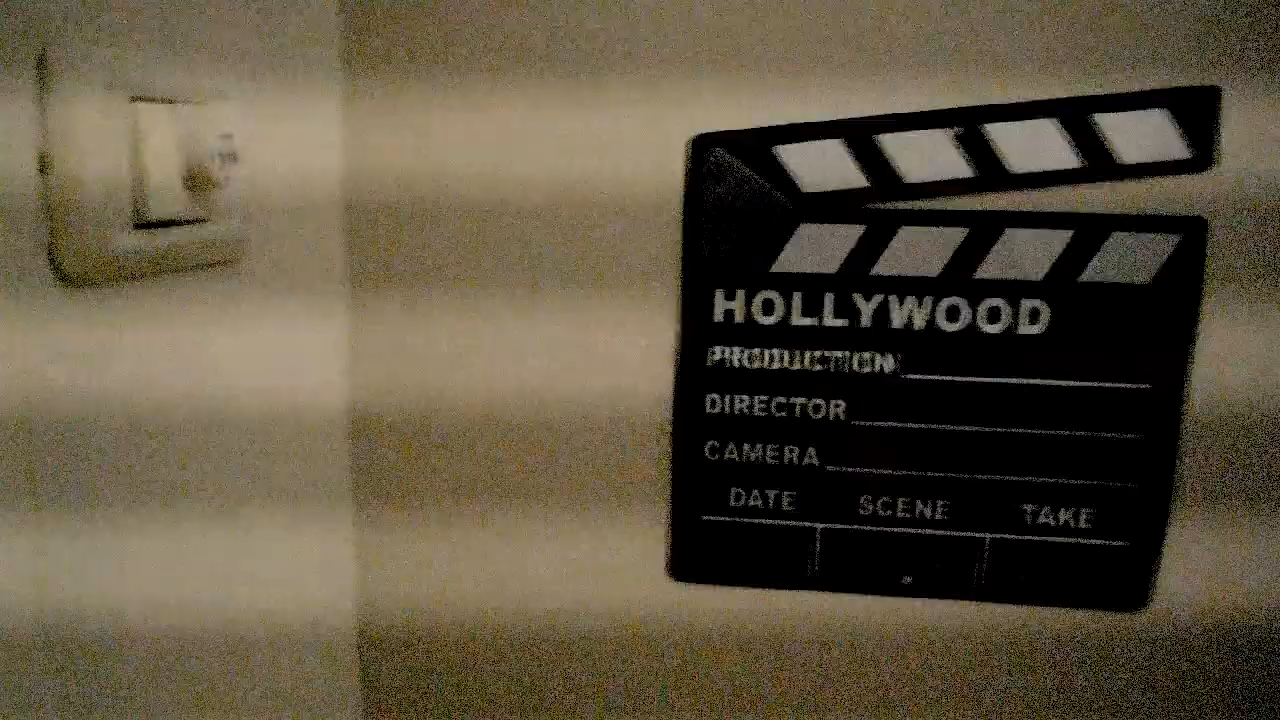 HOLLYWOOD
PRODUCTION
DIRECTOR
CAMERA
DATE SCENE TAKE